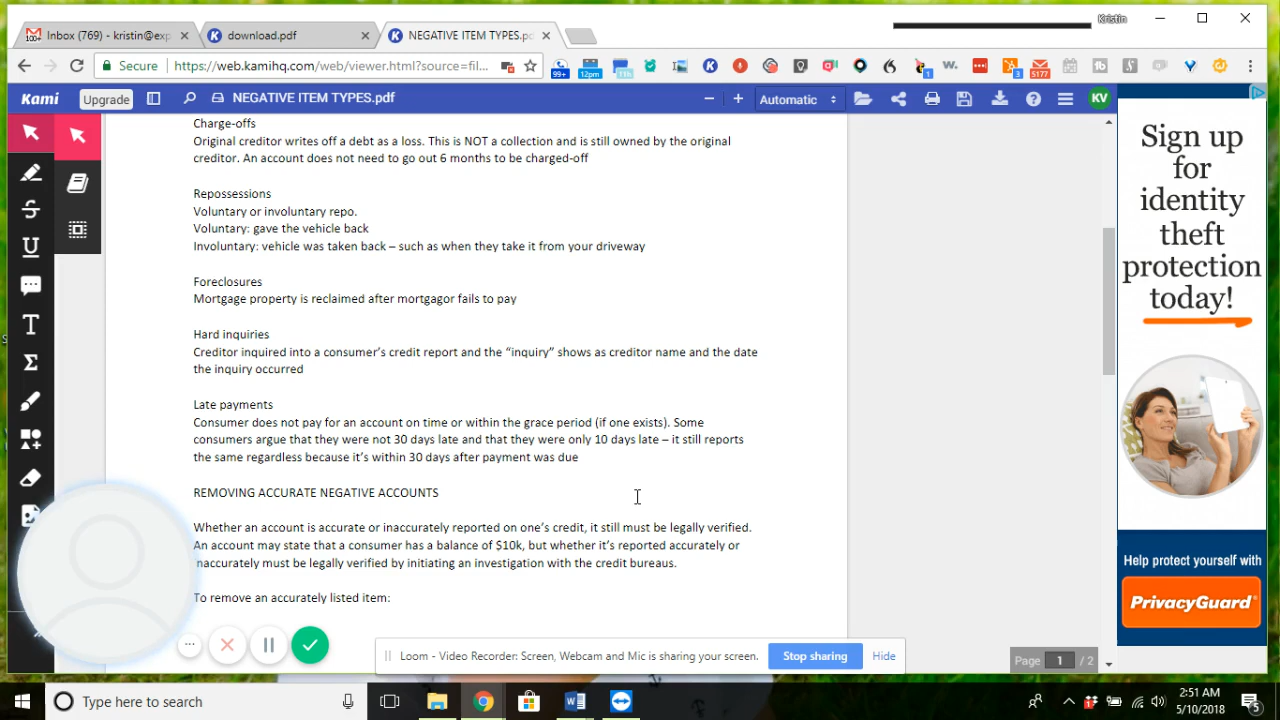 Inbox (769) - kristin@exp
download.pdf
NEGATIVE ITEM TYPES.pc
Kristin
100+
Secure
https://web.kamihq.com/web/viewer.html?source=fil...
99+
12pm
11h
1
w.
3
5177
Kami
Upgrade
NEGATIVE ITEM TYPES.pdf
Automatic
KV
Charge-offs
Original creditor writes off a debt as a loss. This is NOT a collection and is still owned by the original
creditor. An account does not need to go out 6 months to be charged-off
Repossessions
Voluntary or involuntary repo.
Voluntary: gave the vehicle back
Involuntary: vehicle was taken back – such as when they take it from your driveway
Foreclosures
Mortgage property is reclaimed after mortgagor fails to pay
Hard inquiries
Creditor inquired into a consumer's credit report and the “inquiry” shows as creditor name and the date
the inquiry occurred
Late payments
Consumer does not pay for an account on time or within the grace period (if one exists). Some
consumers argue that they were not 30 days late and that they were only 10 days late – it still reports
the same regardless because it's within 30 days after payment was due
REMOVING ACCURATE NEGATIVE ACCOUNTS
Whether an account is accurate or inaccurately reported on one's credit, it still must be legally verified.
An account may state that a consumer has a balance of $10k, but whether it's reported accurately or
inaccurately must be legally verified by initiating an investigation with the credit bureaus.
To remove an accurately listed item:
Sign up
for
identity
theft
protection
today!
Help protect yourself with
PrivacyGuard®
Loom - Video Recorder: Screen, Webcam and Mic is sharing your screen.
Stop sharing
Hide
Page 1 / 2
Type here to search
2:51 AM
5/10/2018
5